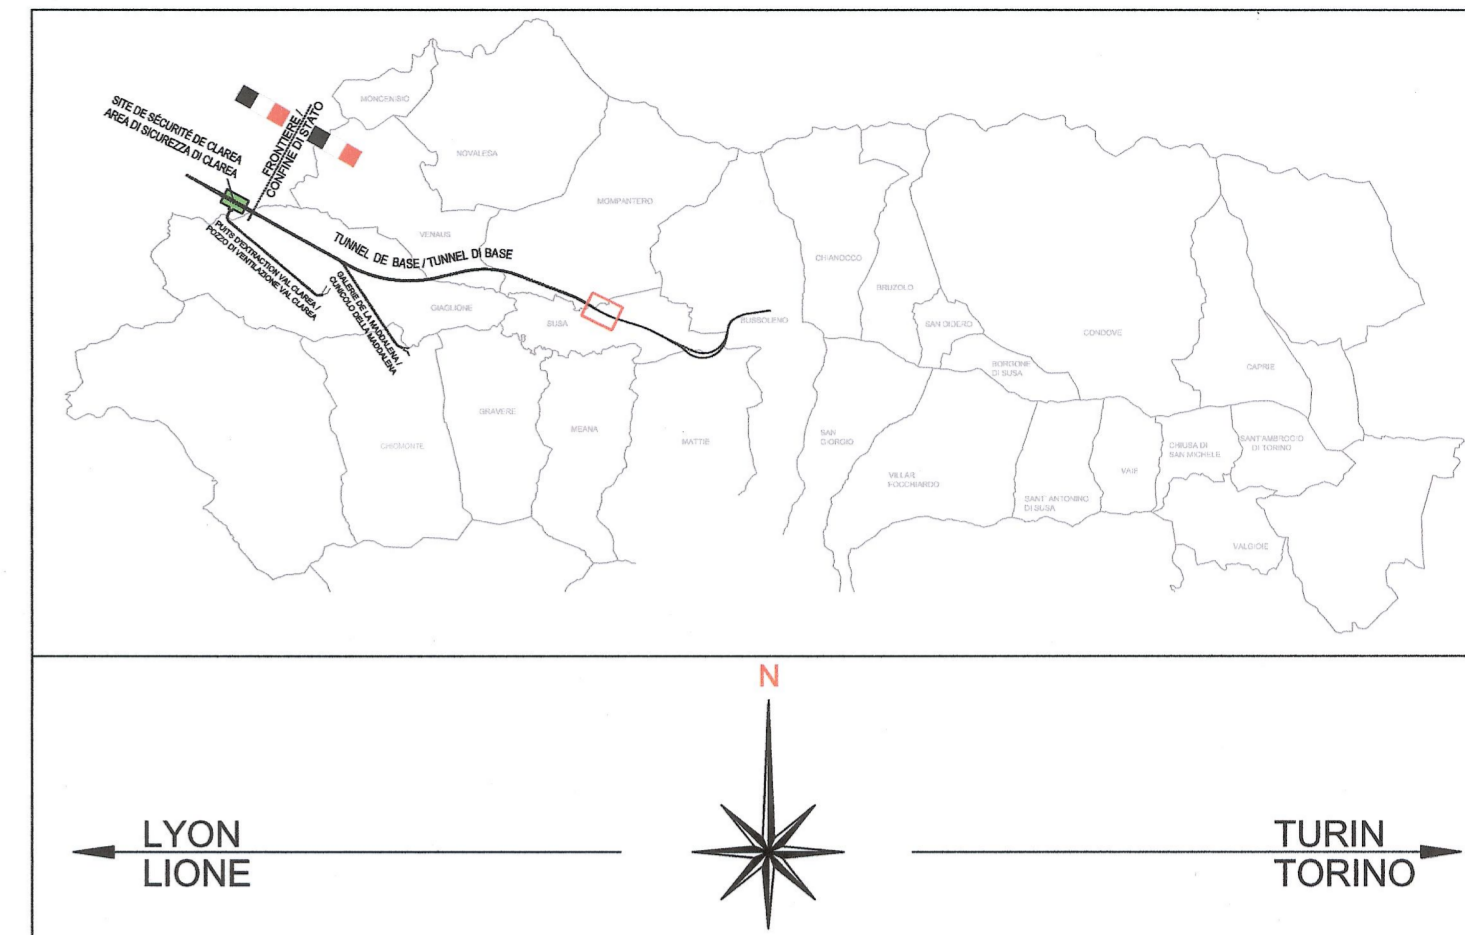 MONCENISIO
SITE DE SÉCURITÉ DE CLAREA
AREA DI SICUREZZA DI CLAREA
FRONTIERE /
CONFINE DI STATO
NOVALESA
MOMPANTERO
VENAUS
TUNNEL DE BASE / TUNNEL DI BASE
PUITS D'EXTRACTION VAL CLAREA /
POZZO DI VENTILAZIONE VAL CLAREA
GALERIE DE LA MADDALENA /
CUNICOLO DELLA MADDALENA
GIAGLIONE
SUSA
BUSSOLENO
CHIANOCCO
BRUZOLO
SAN DIDERO
CONDOVE
BORGONE
DI SUSA
CAPRIE
CHIOMONTE
GRAVERE
MEANA
MATTIE
SAN
GIORGIO
VILLAR
FOCCHIARDO
SANT' ANTONINO
DI SUSA
VAIE
CHIUSA DI
SAN MICHELE
SANT'AMBROGIO
DI TORINO
VALGIOIE
N
LYON
LIONE
TURIN
TORINO